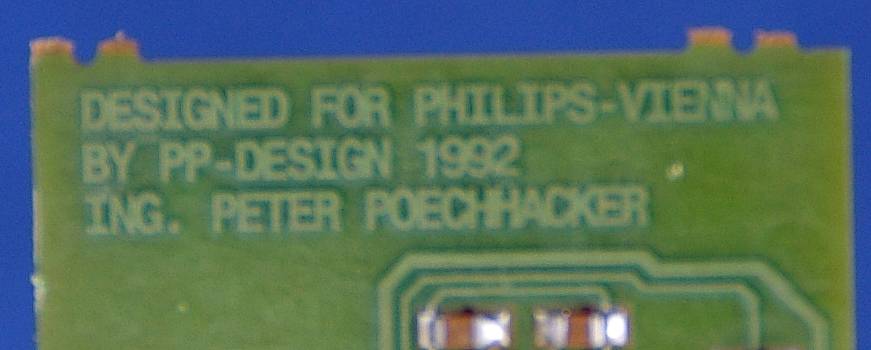 DESIGNED FOR PHILIPS-VIENNA
BY PP-DESIGN 1992
ING. PETER POECHHACKER